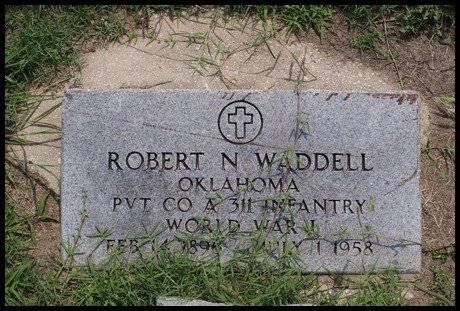 ROBERT N WADDELL
OKLAHOMA
PVT CO A 311 INFANTRY
WORLD WAR I
FEB 14 1896 JULY 1 1958